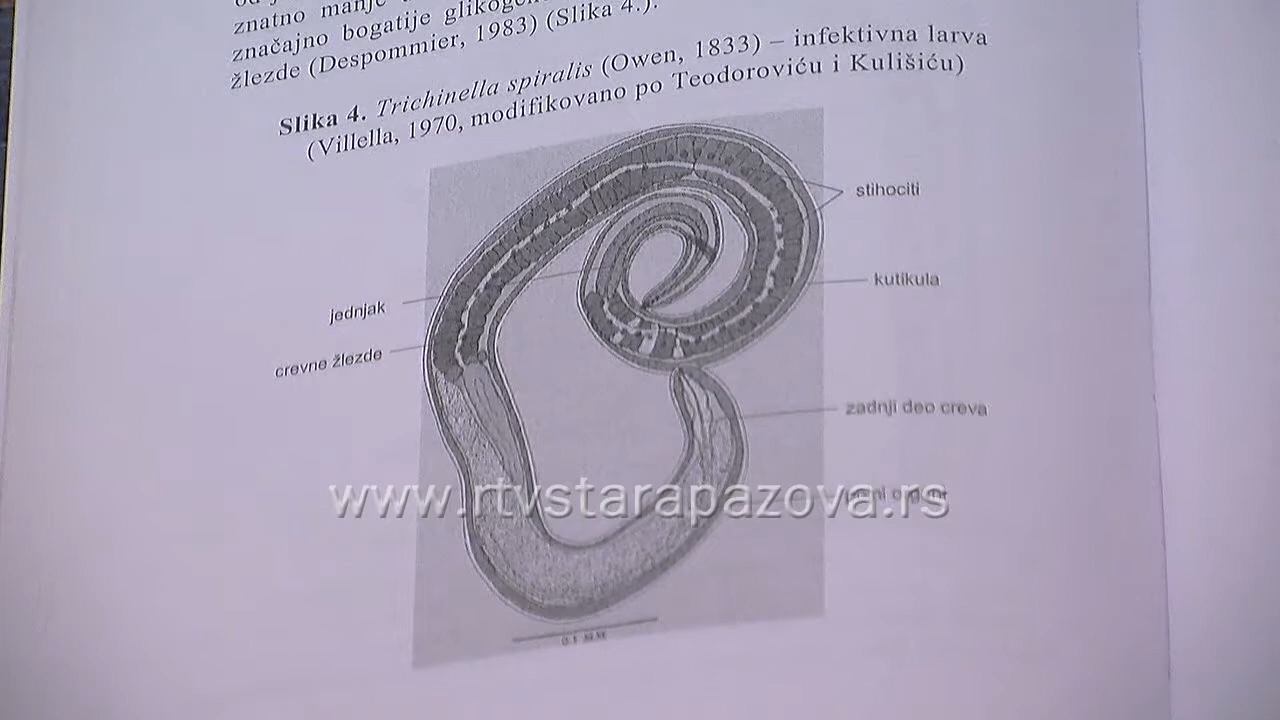 znatno manje
značajno bogatije
žlezde (Despommier, 1983) (Slika 4.).
Slika 4. Trichinella spiralis (Owen, 1833) – infektivna larva
(Villella, 1970, modifikovano po Teodoroviću i Kulišiću)
stihociti
kutikula
jednjak
crevne žlezde
zadnji deo creva
www.rtvstarapazova.rs